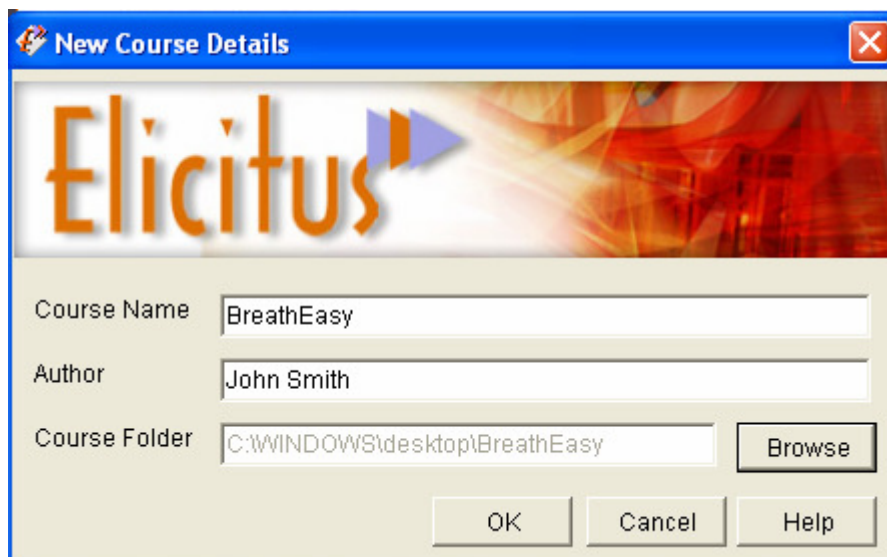 New Course Details
Elicitus
Course Name BreathEasy
Author John Smith
Course Folder C:\WINDOWS\desktop\BreathEasy Browse
OK Cancel Help